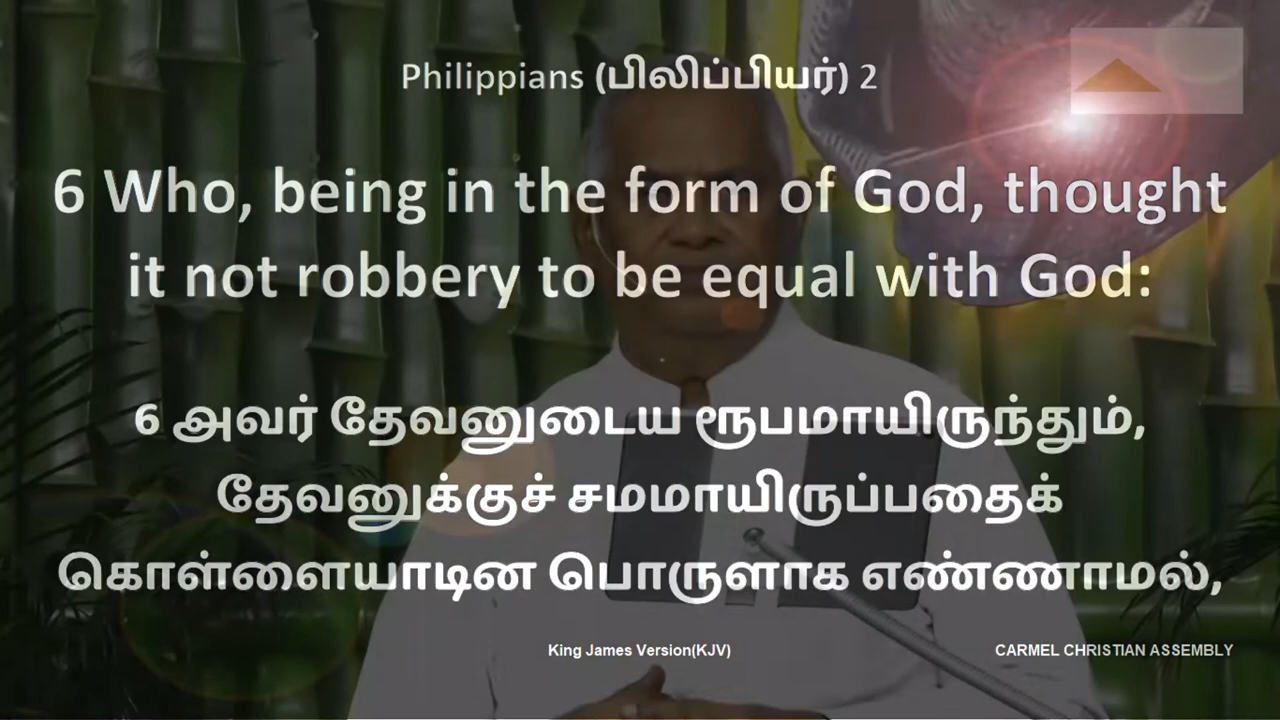 Philippians (பிலிப்பியர்) 2
6 Who, being in the form of God, thought
it not robbery to be equal with God:
6 அவர் தேவனுடைய ரூபமாயிருந்தும்,
தேவனுக்குச் சமமாயிருப்பதைக்
கொள்ளையாடின பொருளாக எண்ணாமல்,
King James Version(KJV)
CARMEL CHRISTIAN ASSEMBLY